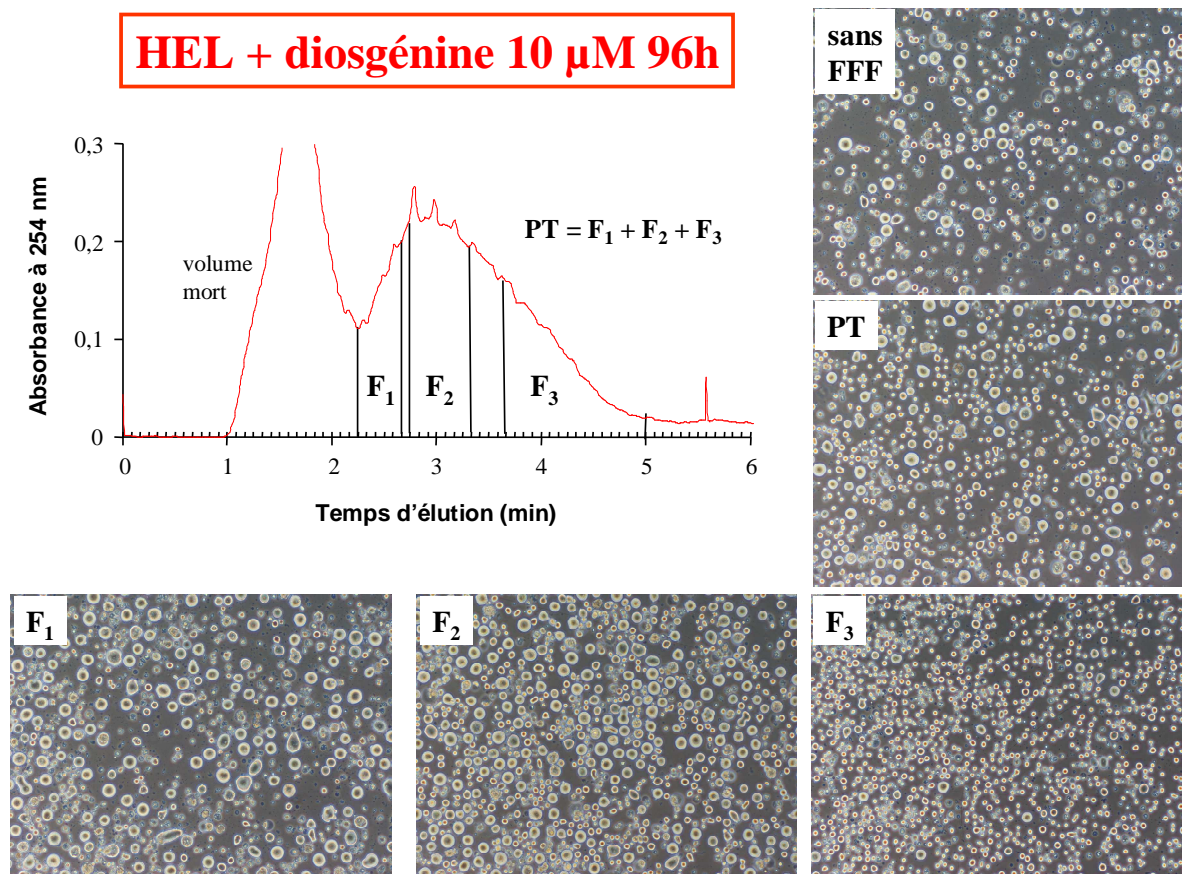 HEL + diosgénine 10 µM 96h
sans
FFF
0,3
0,2
0,1
0
Absorbance à 254 nm
volume
mort
PT = F₁ + F₂ + F₃
F₁
F₂
F₃
0
1
2
3
4
5
6
Temps d’élution (min)
PT
F₁
F₂
F₃